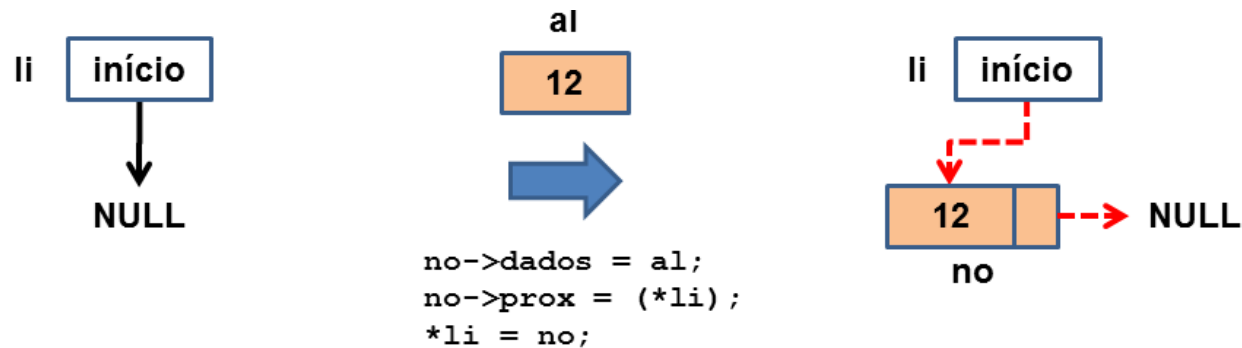 li
início
NULL
al
12
no->dados = al;
no->prox = (*li);
*li = no;
li
início
12
NULL
no